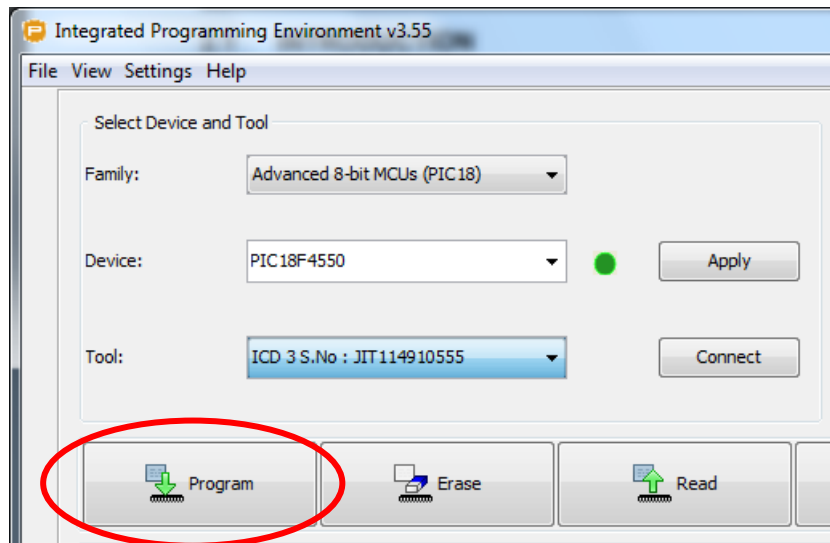 Integrated Programming Environment v3.55
File View Settings Help
Select Device and Tool
Family: Advanced 8-bit MCUs (PIC18)
Device: PIC18F4550 Apply
Tool: ICD 3 S.No : JIT114910555 Connect
Program Erase Read